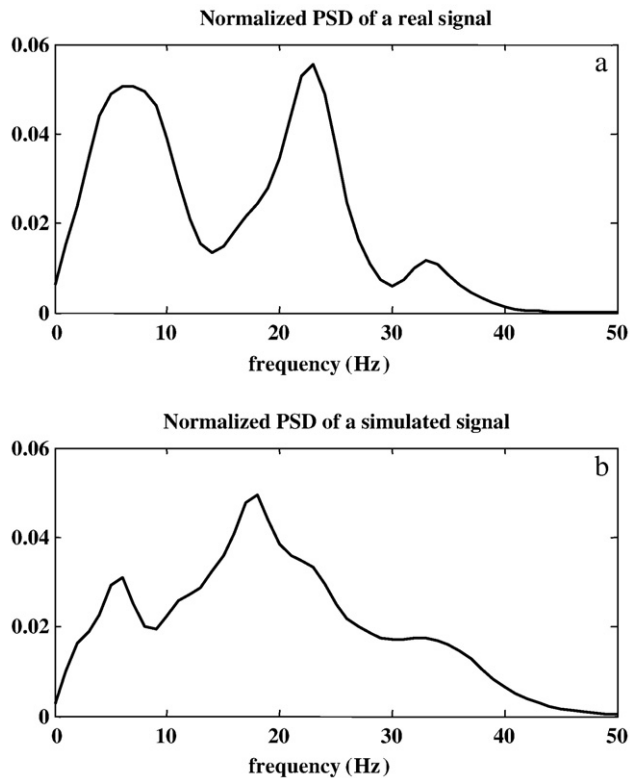 Normalized PSD of a real signal
a
0.06
0.04
0.02
0
0 10 20 30 40 50
frequency (Hz)
Normalized PSD of a simulated signal
b
0.06
0.04
0.02
0
0 10 20 30 40 50
frequency (Hz)